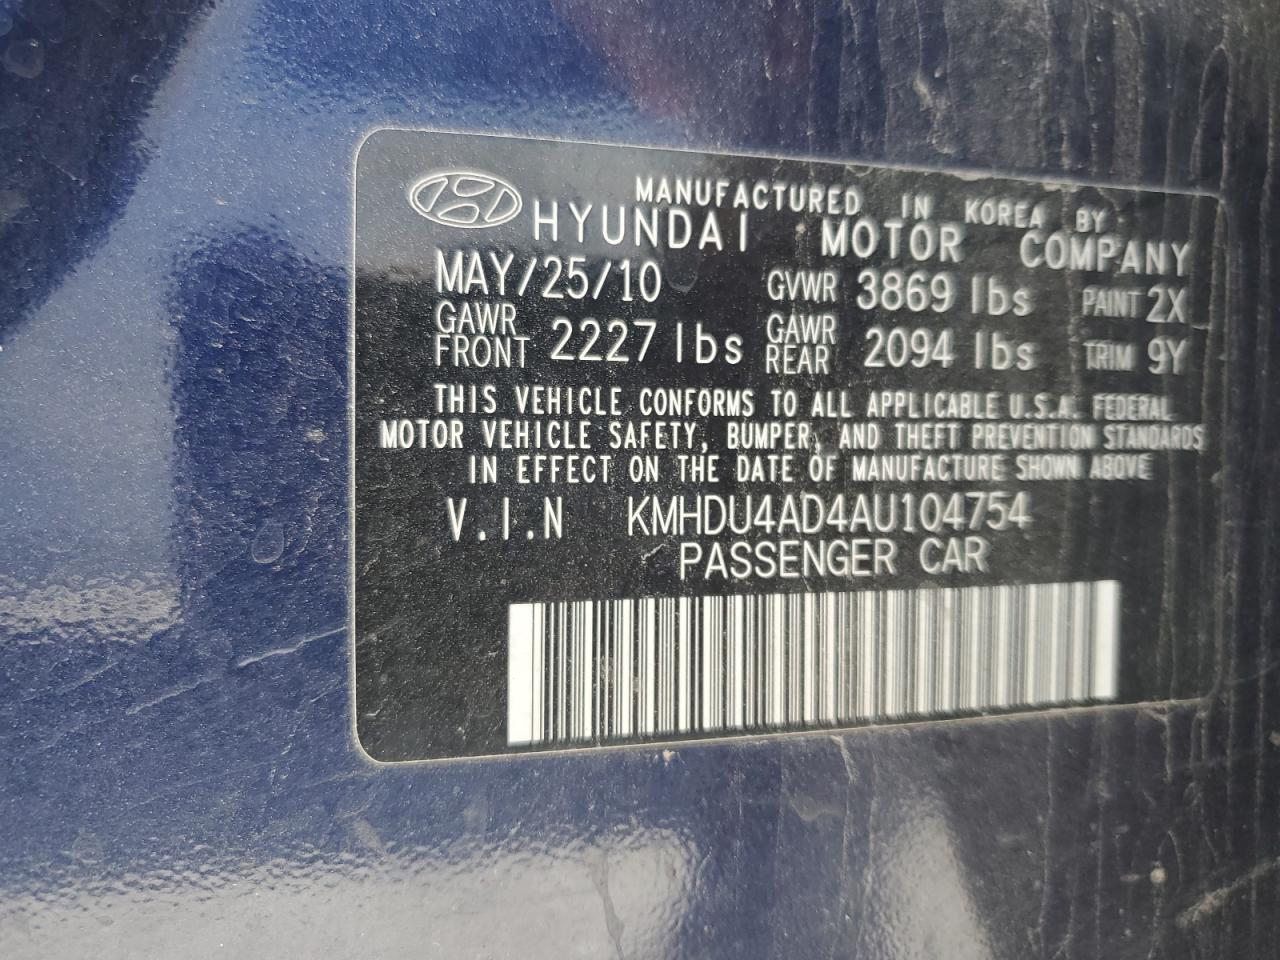 MANUFACTURED IN KOREA BY
HYUNDAI MOTOR COMPANY
MAY/25/10 GVWR 3869 lbs PAINT 2X
GAWR FRONT 2227 lbs GAWR REAR 2094 lbs TRIM 9Y
THIS VEHICLE CONFORMS TO ALL APPLICABLE U.S.A. FEDERAL
MOTOR VEHICLE SAFETY, BUMPER, AND THEFT PREVENTION STANDARDS
IN EFFECT ON THE DATE OF MANUFACTURE SHOWN ABOVE
V.I.N KMHDU4AD4AU104754
PASSENGER CAR